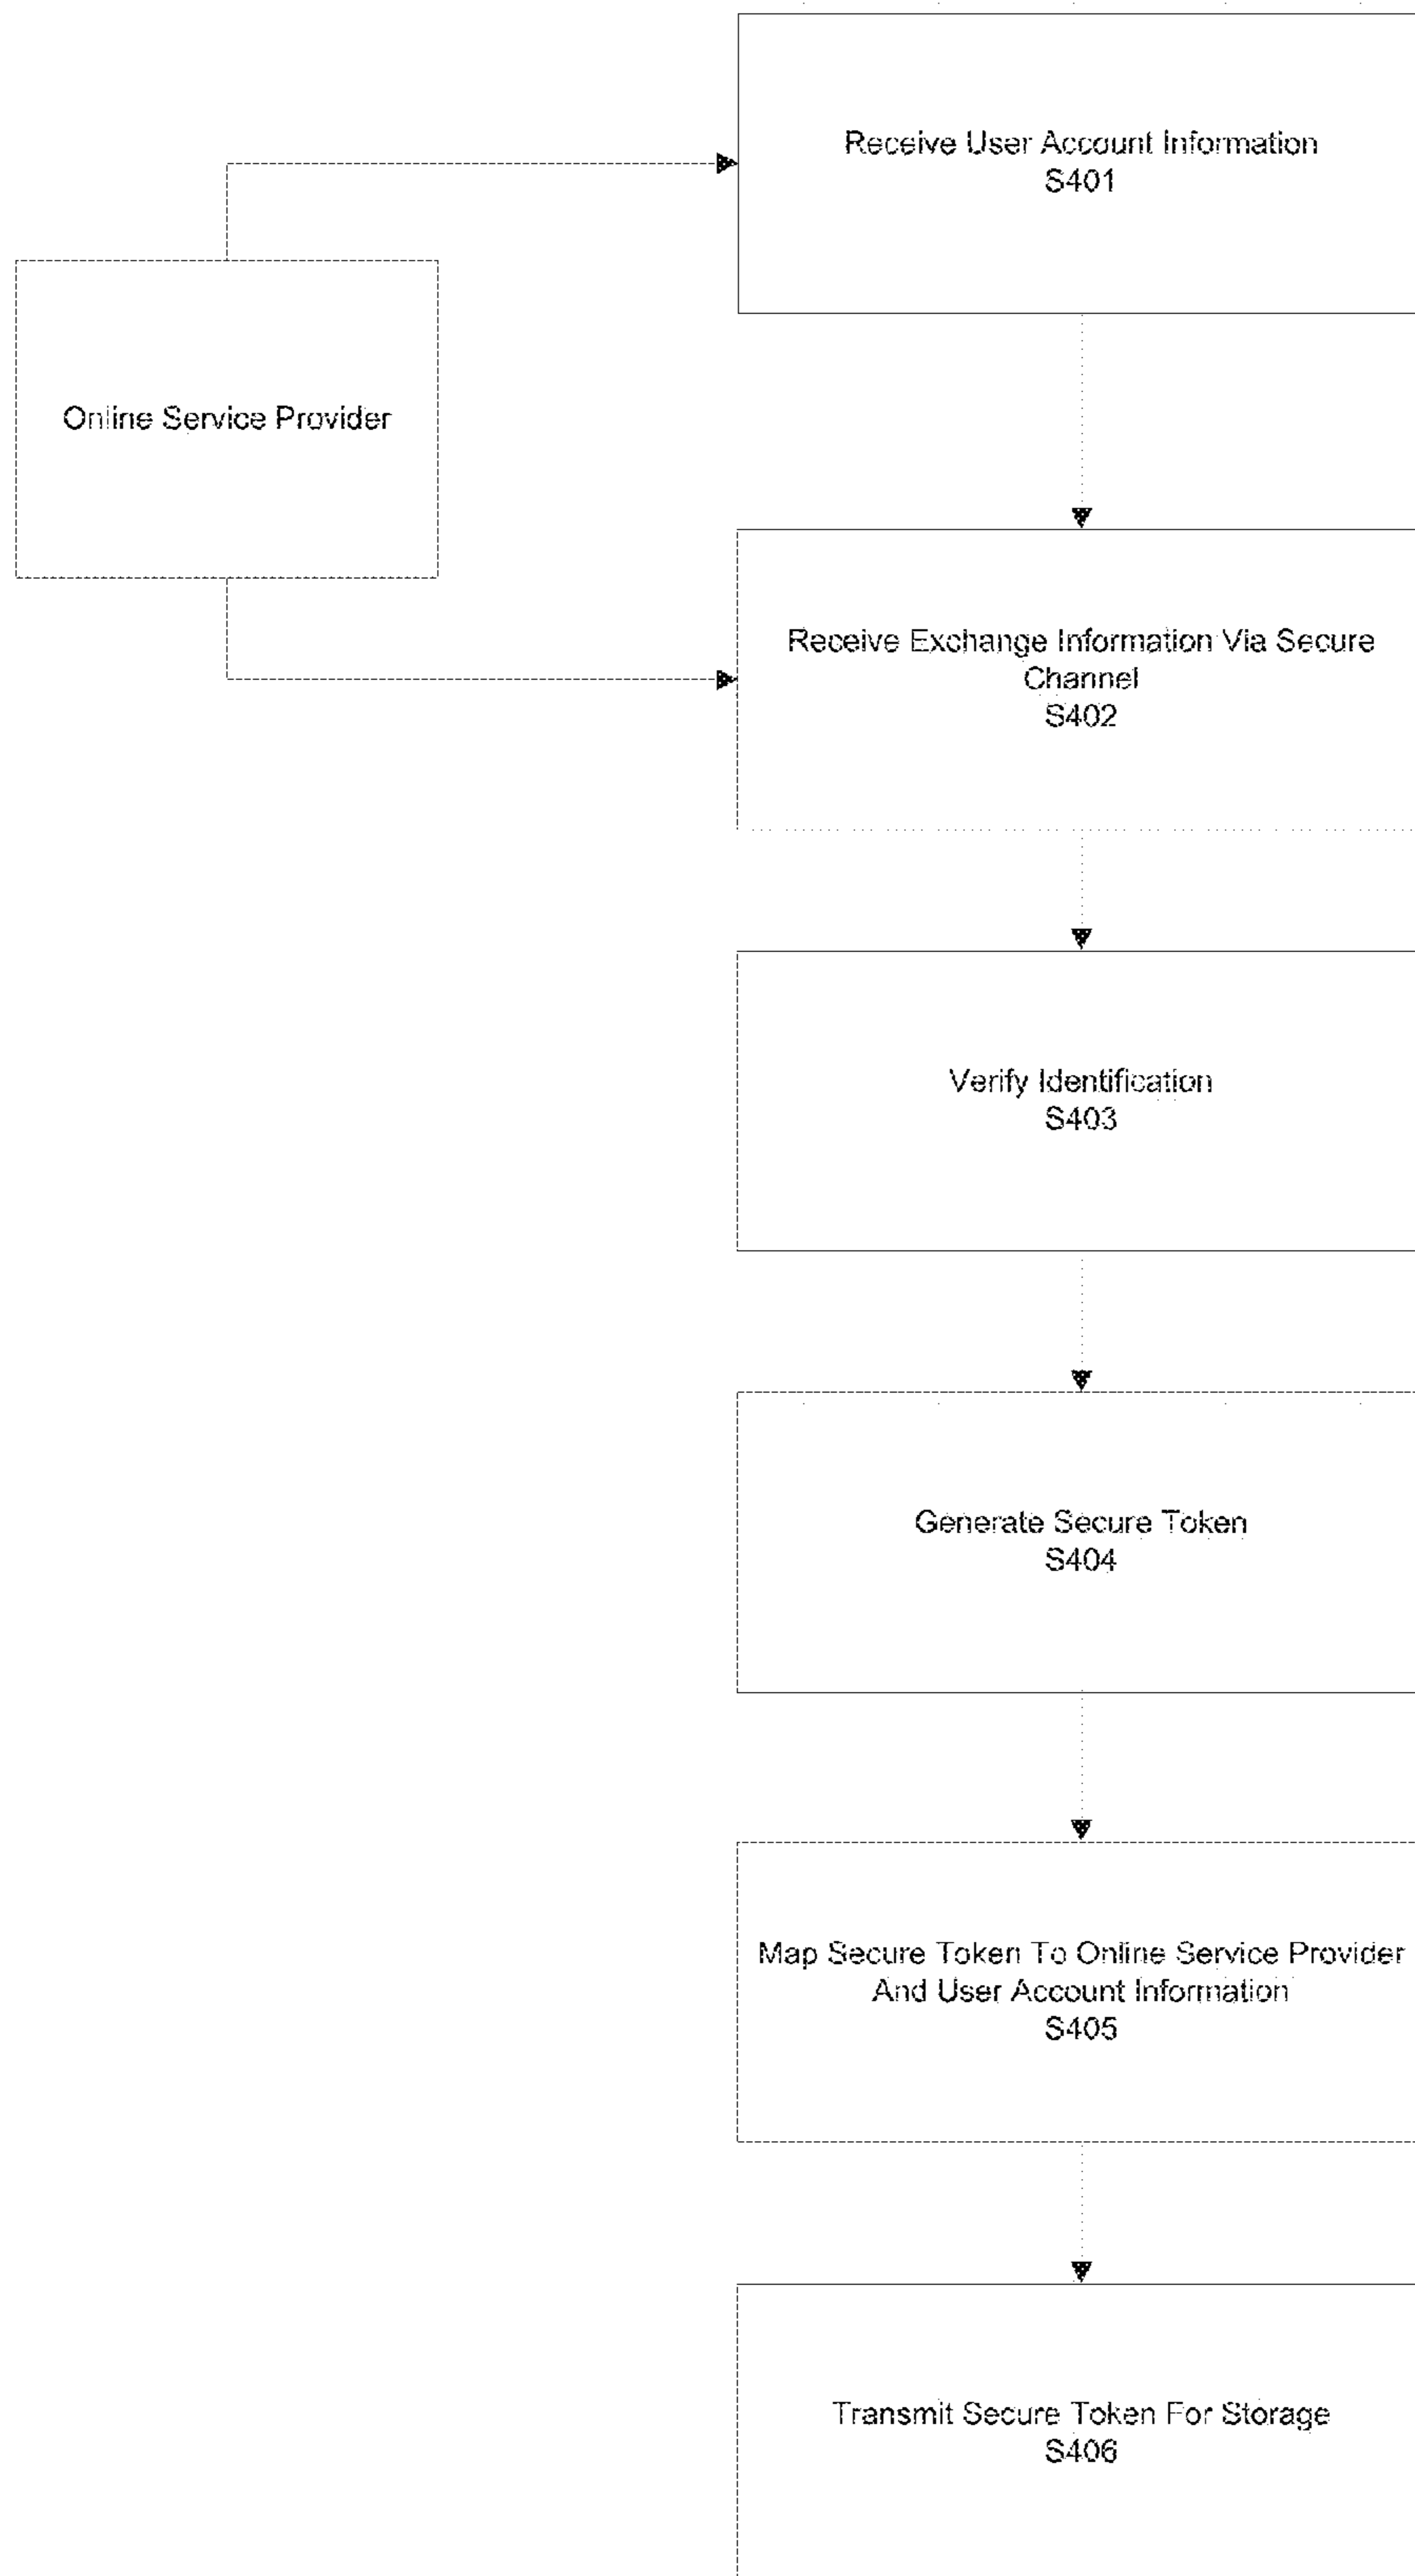 Receive User Account Information
S401
Online Service Provider
Receive Exchange Information Via Secure
Channel
S402
Verify Identification
S403
Generate Secure Token
S404
Map Secure Token To Online Service Provider
And User Account Information
S405
Transmit Secure Token For Storage
S406